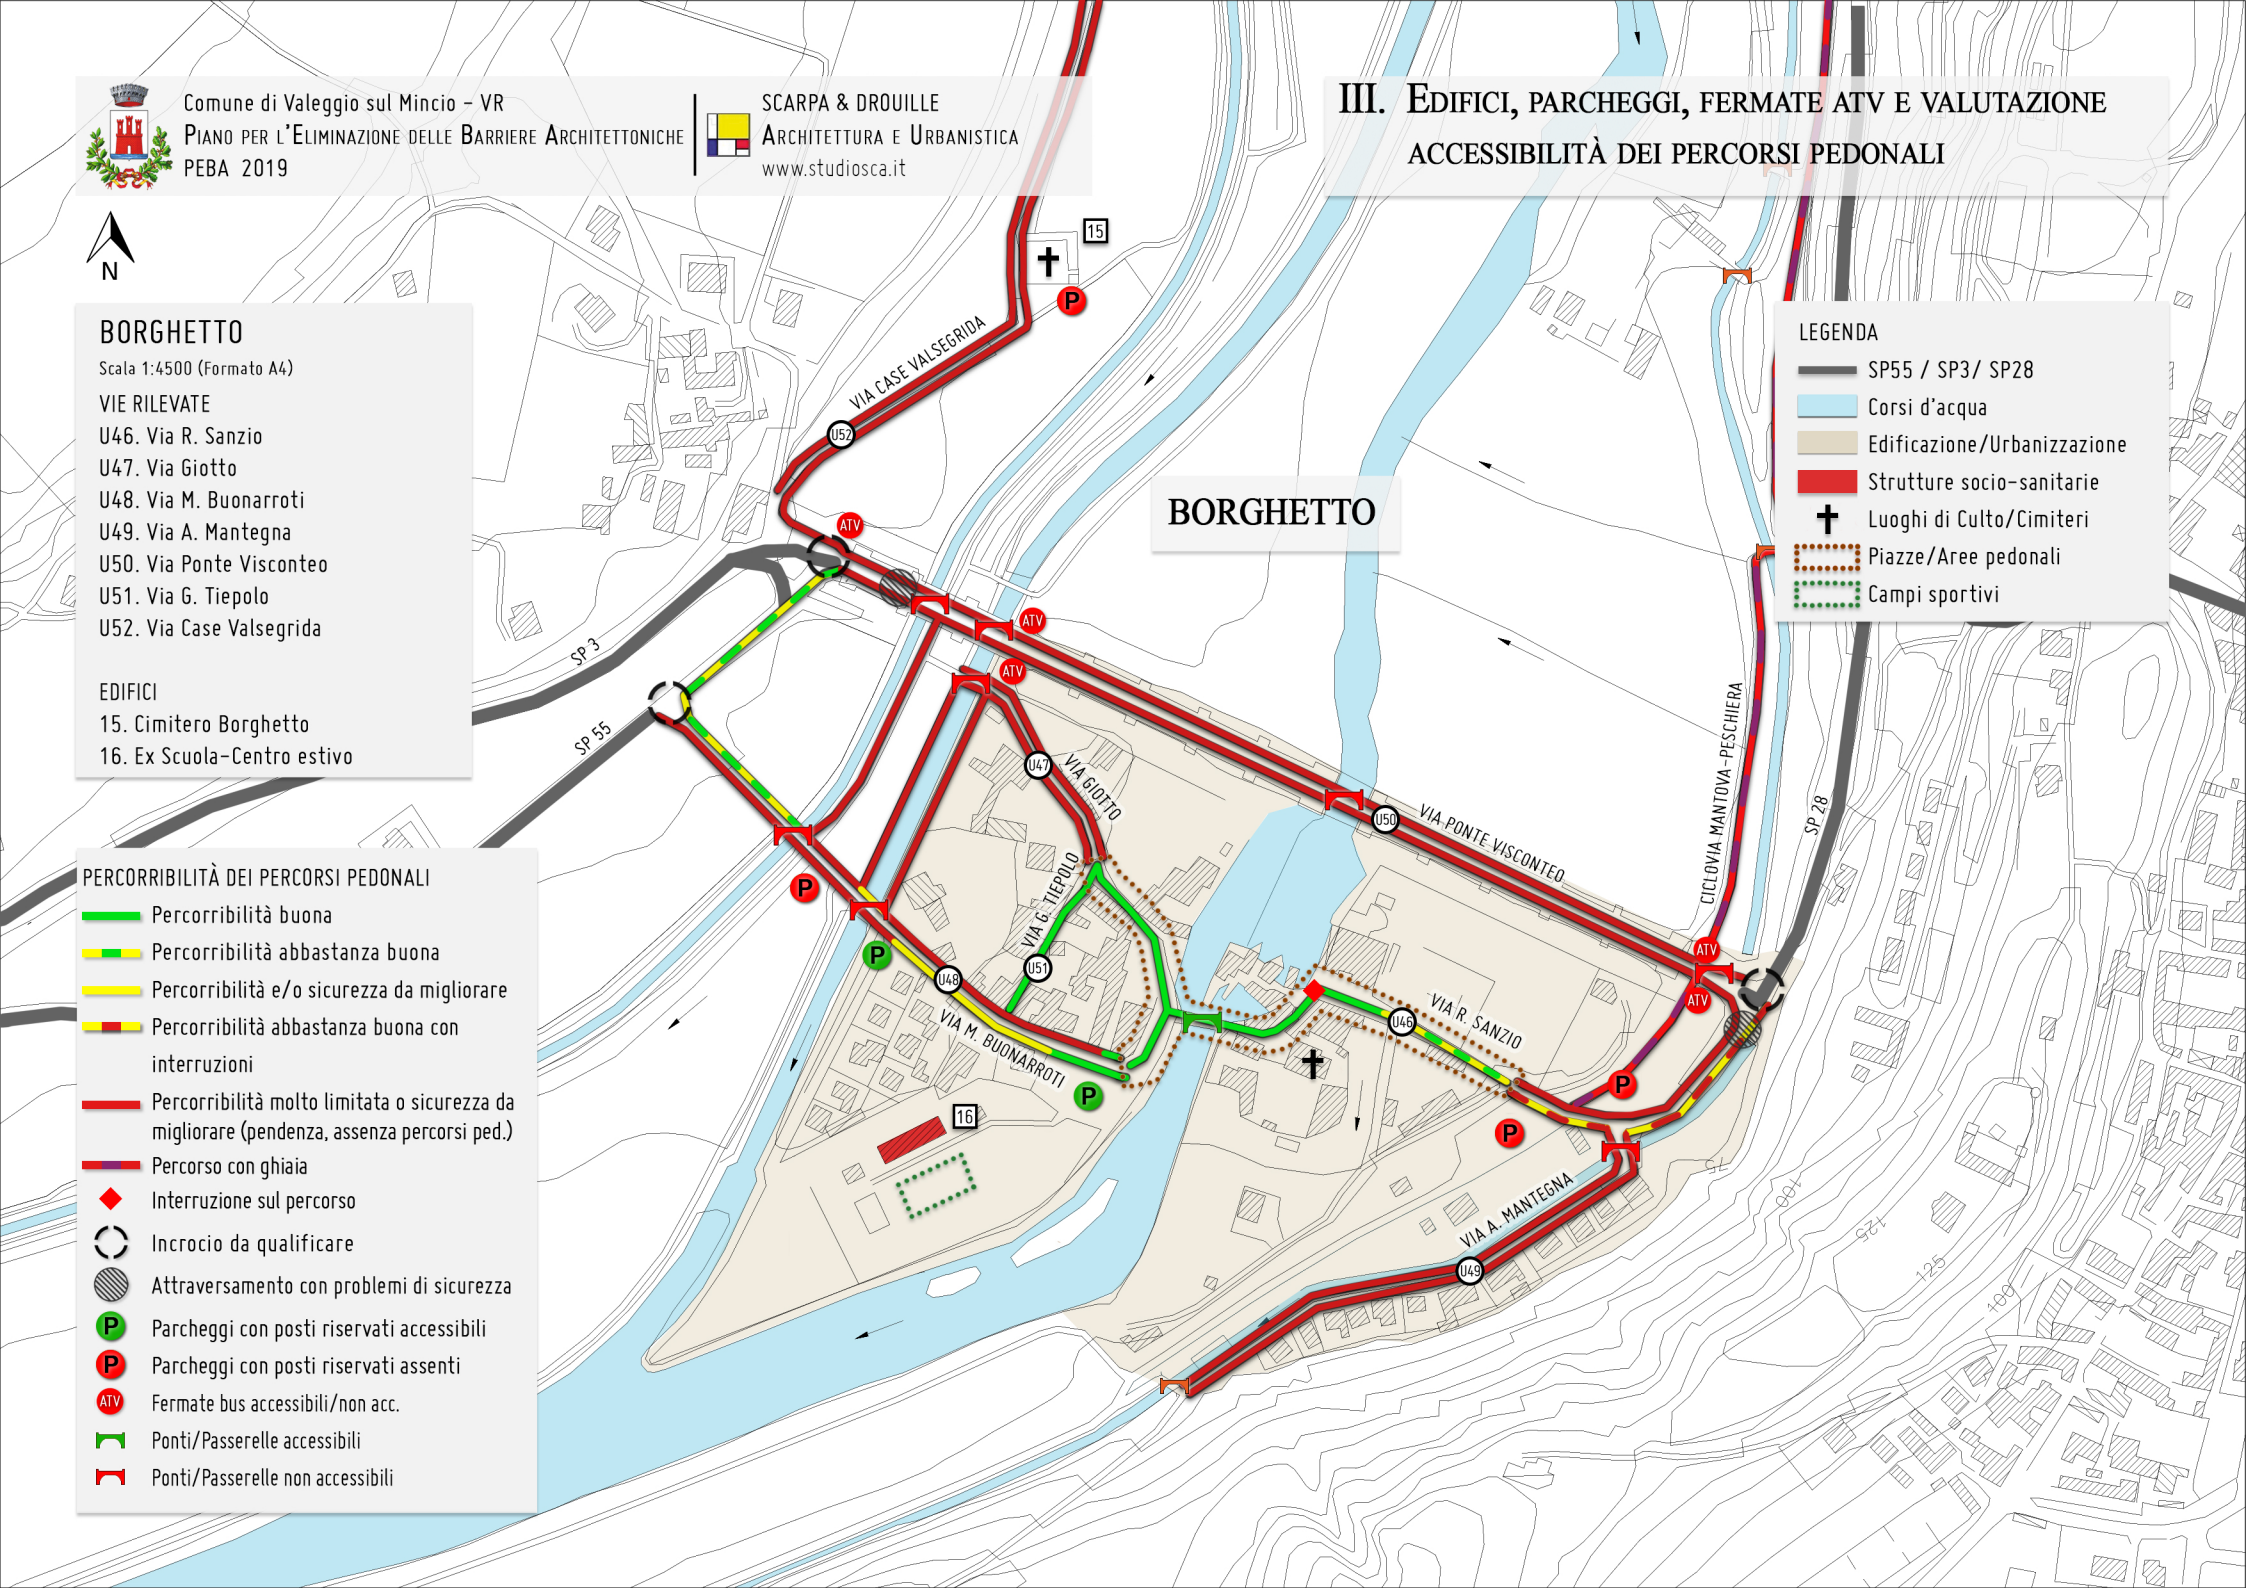 Comune di Valeggio sul Mincio - VR
Piano per l'Eliminazione delle Barriere Architettoniche
PEBA 2019
SCARPA & DROUILLE
Architettura e Urbanistica
www.studiosca.it
III. Edifici, parcheggi, fermate ATV e valutazione
accessibilità dei percorsi pedonali
N
BORGHETTO
Scala 1:4500 (Formato A4)
VIE RILEVATE
U46. Via R. Sanzio
U47. Via Giotto
U48. Via M. Buonarroti
U49. Via A. Mantegna
U50. Via Ponte Visconteo
U51. Via G. Tiepolo
U52. Via Case Valsegrida
EDIFICI
15. Cimitero Borghetto
16. Ex Scuola-Centro estivo
LEGENDA
SP55 / SP3/ SP28
Corsi d'acqua
Edificazione/Urbanizzazione
Strutture socio-sanitarie
Luoghi di Culto/Cimiteri
Piazze/Aree pedonali
Campi sportivi
PERCORRIBILITÀ DEI PERCORSI PEDONALI
Percorribilità buona
Percorribilità abbastanza buona
Percorribilità e/o sicurezza da migliorare
Percorribilità abbastanza buona con
interruzioni
Percorribilità molto limitata o sicurezza da
migliorare (pendenza, assenza percorsi ped.)
Percorso con ghiaia
Interruzione sul percorso
Incrocio da qualificare
Attraversamento con problemi di sicurezza
P Parcheggi con posti riservati accessibili
P Parcheggi con posti riservati assenti
ATV Fermate bus accessibili/non acc.
Ponti/Passerelle accessibili
Ponti/Passerelle non accessibili
15
P
VIA CASE VALSEGRIDA
U52
BORGHETTO
ATV
ATV
ATV
SP 3
SP 55
U47
VIA GIOTTO
U50
VIA PONTE VISCONTEO
CICLOVIA MANTOVA-PESCHIERA
SP 28
P
P
VIA G. TIEPOLO
U51
U48
VIA M. BUONARROTI
P
16
U46
VIA R. SANZIO
ATV
ATV
P
P
VIA A. MANTEGNA
U49
75
100
125
125
100